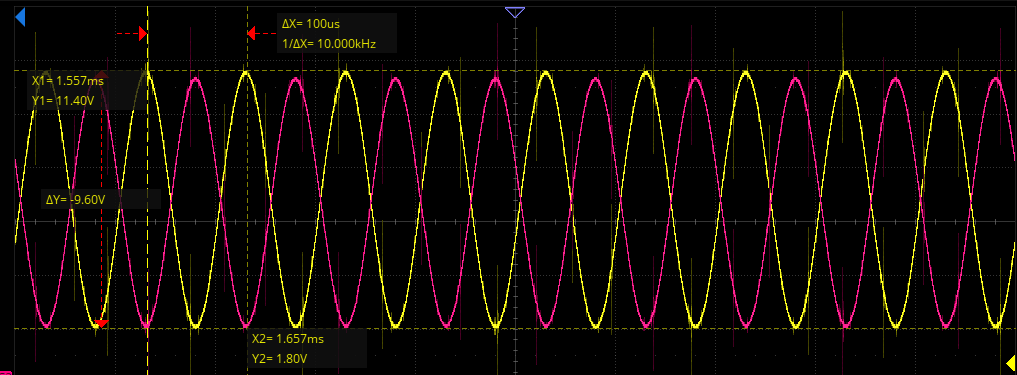 ΔX= 100us
1/ΔX= 10.000kHz
X1= 1.557ms
Y1= 11.40V
ΔY= -9.60V
X2= 1.657ms
Y2= 1.80V